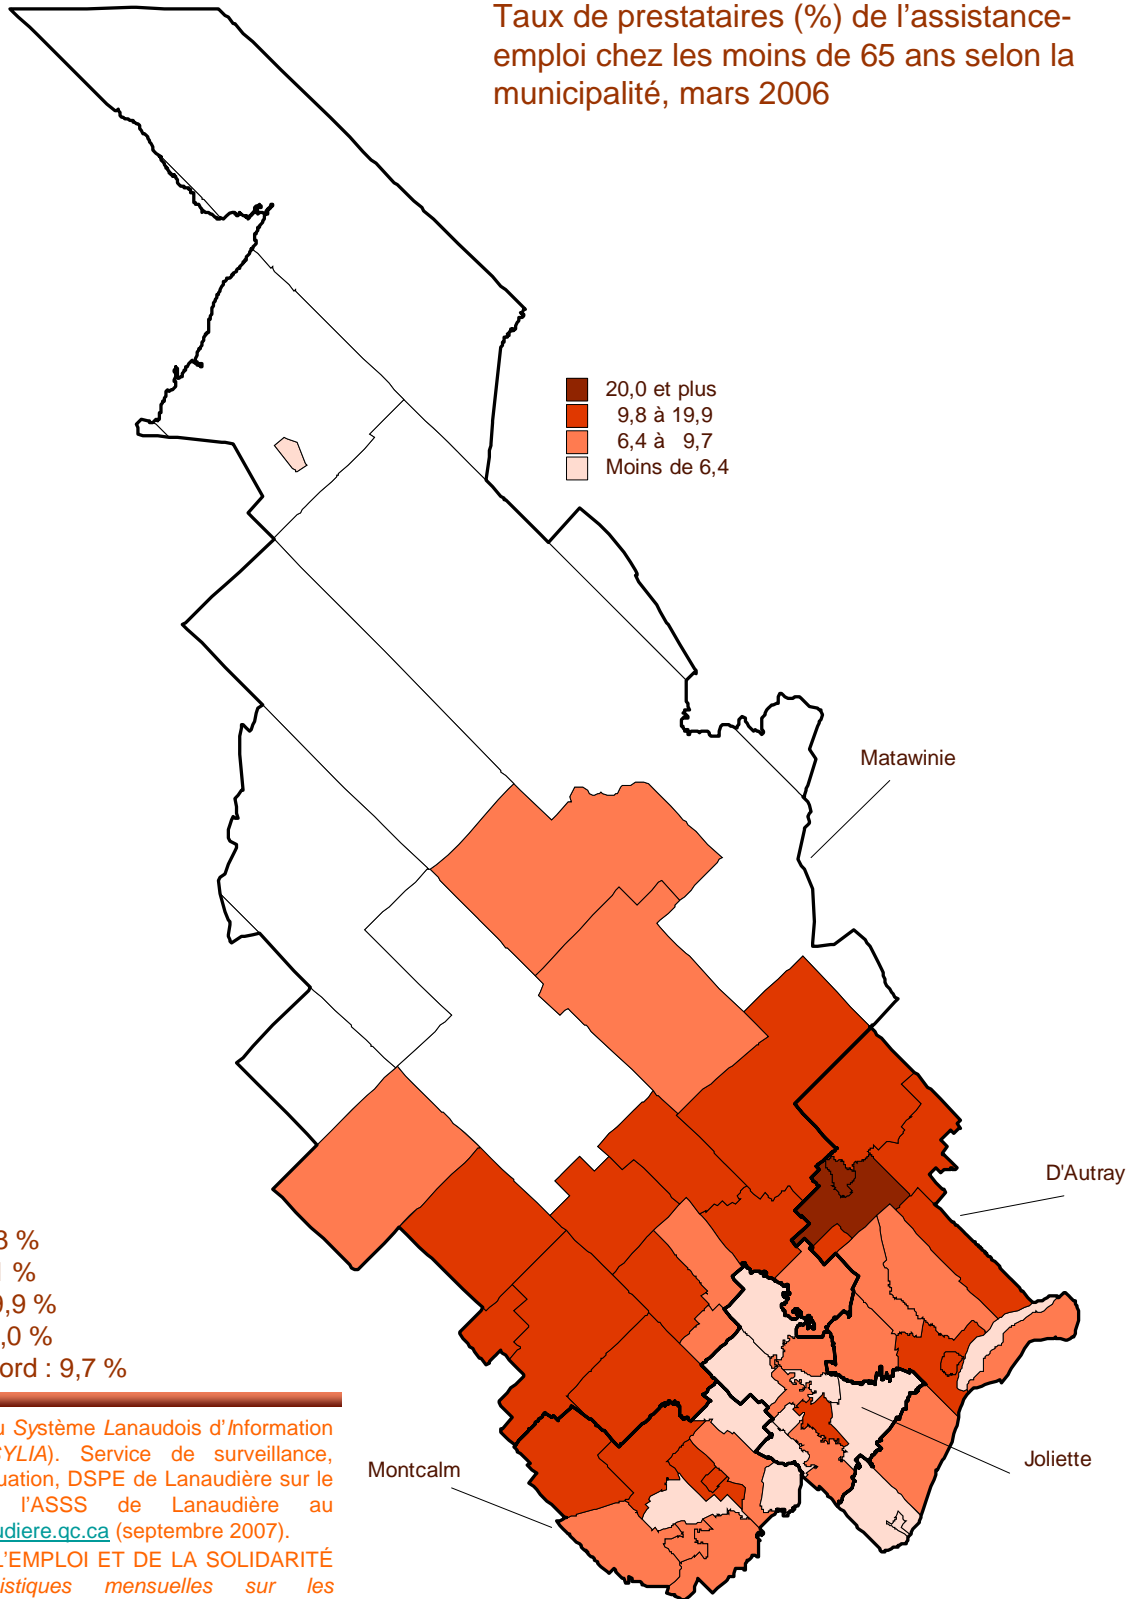 Taux de prestataires (%) de l'assistance-
emploi chez les moins de 65 ans selon la
municipalité, mars 2006
20,0 et plus
9,8 à 19,9
6,4 à 9,7
Moins de 6,4
Matawinie
D'Autray
Joliette
Montcalm
%
%
9,9 %
,0 %
ord : 9,7 %
u Système Lanaudois d'Information
SYLIA). Service de surveillance,
uation, DSPE de Lanaudière sur le
l'ASSS de Lanaudière au
udiere.qc.ca (septembre 2007).
L'EMPLOI ET DE LA SOLIDARITÉ
istiques mensuelles sur les